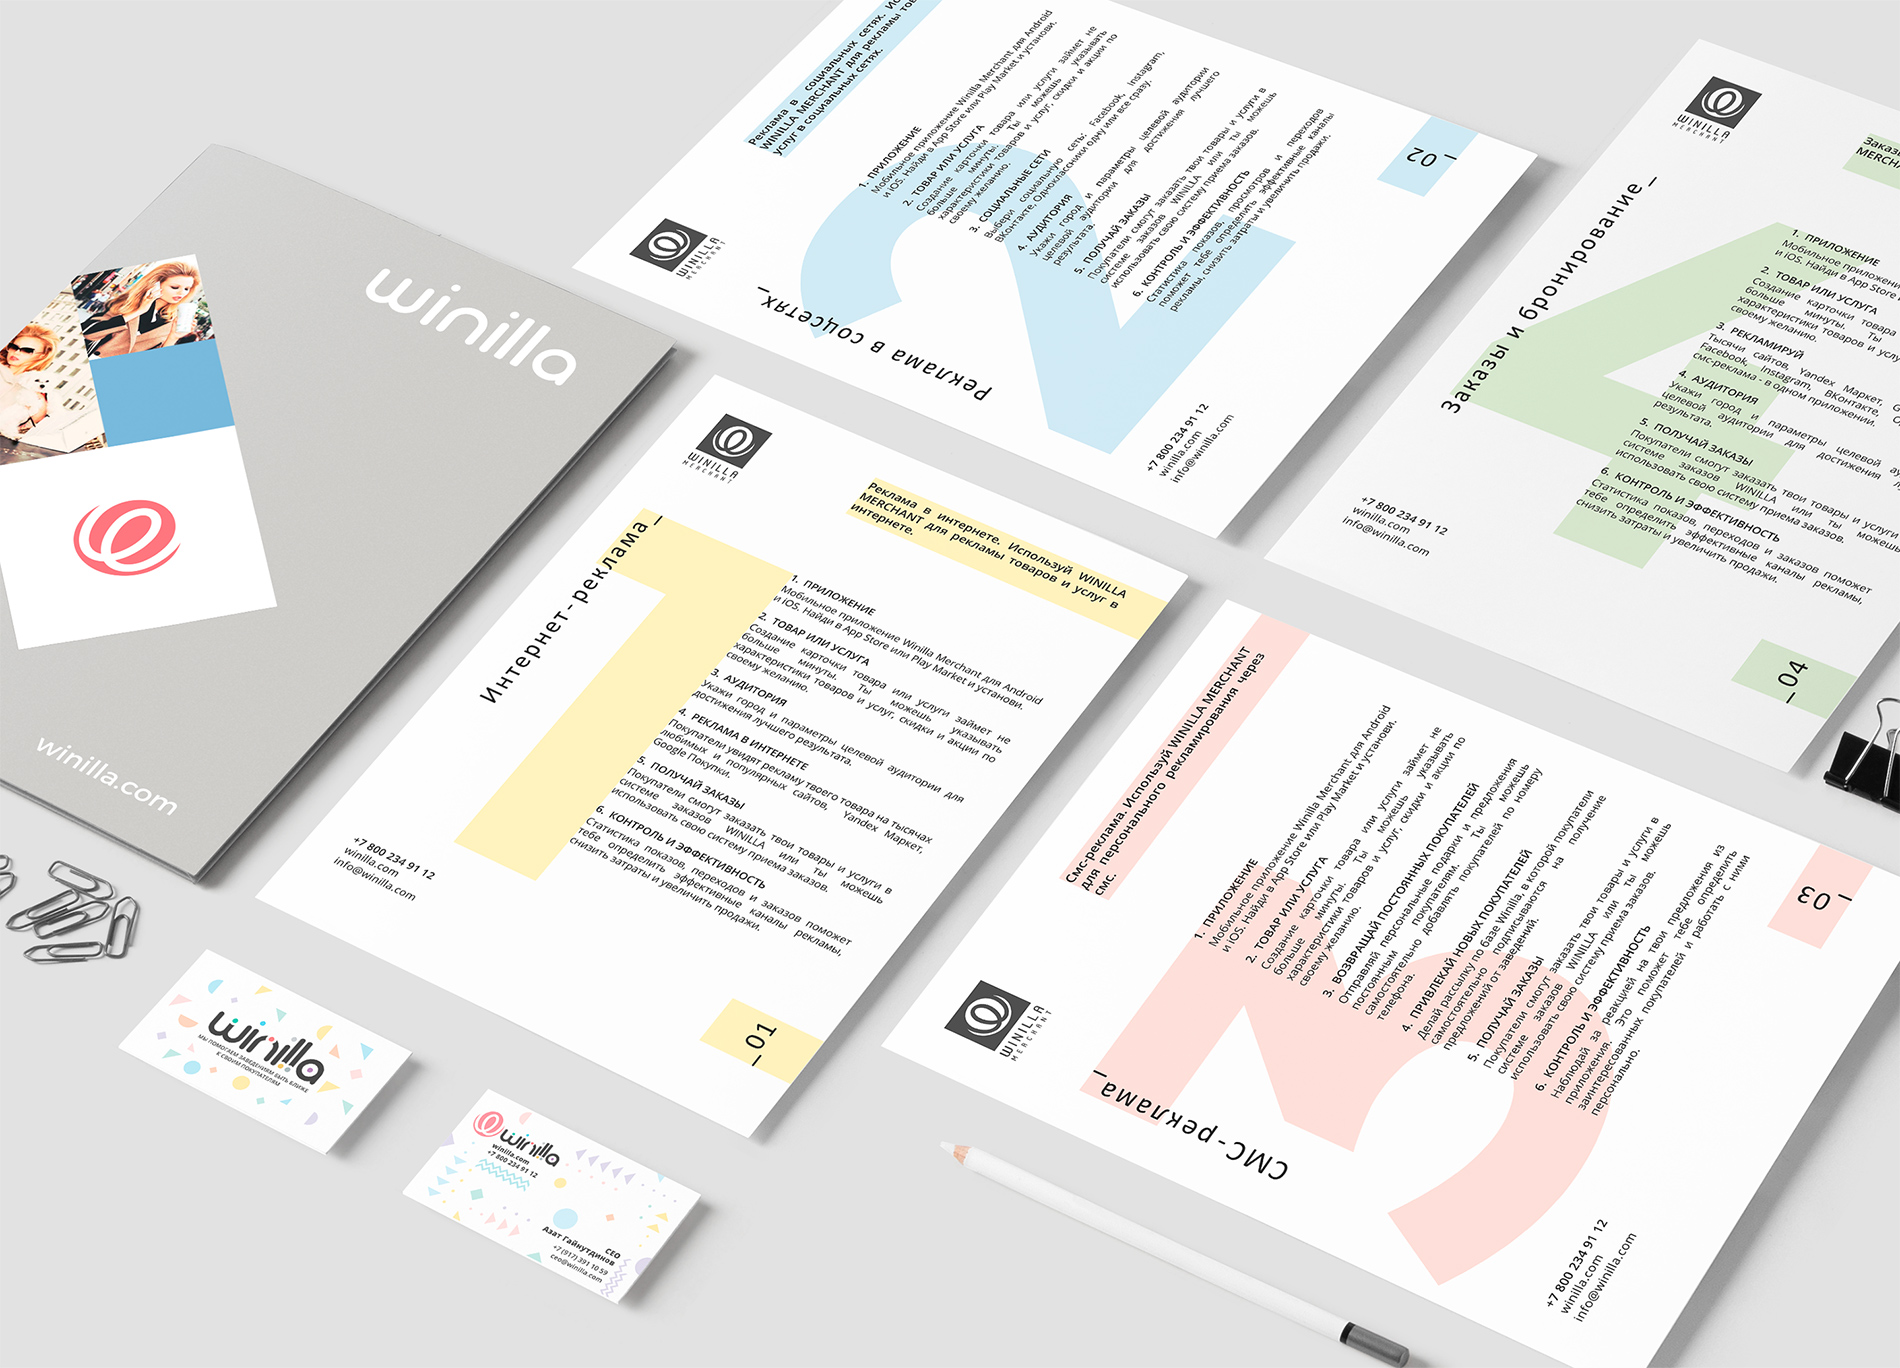 winilla
winilla.com
WINILLA
MERCHANT
Интернет-реклама_
Реклама в интернете. Используй WINILLA
MERCHANT для рекламы товаров и услуг в
интернете.
1. ПРИЛОЖЕНИЕ
Мобильное приложение Winilla Merchant для Android
и iOS. Найди в App Store или Play Market и установи.
2. ТОВАР ИЛИ УСЛУГА
Создание карточки товара или услуги займет не
больше минуты. Ты можешь указывать
характеристики товаров и услуг, скидки и акции по
своему желанию.
3. АУДИТОРИЯ
Укажи город и параметры целевой аудитории для
достижения лучшего результата.
4. РЕКЛАМА В ИНТЕРНЕТЕ
Покупатели увидят рекламу твоего товара на тысячах
любимых и популярных сайтов, Yandex Маркет,
Google Покупки.
5. ПОЛУЧАЙ ЗАКАЗЫ
Покупатели смогут заказать твои товары и услуги в
системе заказов WINILLA или ты можешь
использовать свою систему приема заказов.
6. КОНТРОЛЬ И ЭФФЕКТИВНОСТЬ
Статистика показов, переходов и заказов поможет
тебе определить эффективные каналы рекламы,
снизить затраты и увеличить продажи.
+7 800 234 91 12
winilla.com
info@winilla.com
_01
1
Реклама в социальных сетях.
WINILLA MERCHANT для рекламы
услуг в социальных сетях.
1. ПРИЛОЖЕНИЕ
Мобильное приложение Winilla Merchant для Android
и iOS. Найди в App Store или Play Market и установи.
2. ТОВАР ИЛИ УСЛУГА
Создание карточки товара или услуги займет не
больше минуты. Ты можешь указывать
характеристики товаров и услуг, скидки и акции по
своему желанию.
3. СОЦИАЛЬНЫЕ СЕТИ
Выбери социальную сеть: Facebook, Instagram,
ВКонтакте, Одноклассники одну или все сразу.
4. АУДИТОРИЯ
Укажи город и параметры целевой аудитории
целевой аудитории для достижения лучшего
результата.
5. ПОЛУЧАЙ ЗАКАЗЫ
Покупатели смогут заказать твои товары и услуги в
системе заказов WINILLA или ты можешь
использовать свою систему приема заказов.
6. КОНТРОЛЬ И ЭФФЕКТИВНОСТЬ
Статистика показов, просмотров и переходов
поможет тебе определить эффективные каналы
рекламы, снизить затраты и увеличить продажи.
WINILLA
MERCHANT
Реклама в соцсетях_
_02
2
+7 800 234 91 12
winilla.com
info@winilla.com
Смс-реклама. Используй WINILLA MERCHANT
для персонального рекламирования через
смс.
1. ПРИЛОЖЕНИЕ
Мобильное приложение Winilla Merchant для Android
и iOS. Найди в App Store или Play Market и установи.
2. ТОВАР ИЛИ УСЛУГА
Создание карточки товара или услуги займет не
больше минуты. Ты можешь указывать
характеристики товаров и услуг, скидки и акции по
своему желанию.
3. ВОЗВРАЩАЙ ПОСТОЯННЫХ ПОКУПАТЕЛЕЙ
Отправляй персональные подарки и предложения
постоянным покупателям. Ты можешь
самостоятельно добавлять покупателей по номеру
телефона.
4. ПРИВЛЕКАЙ НОВЫХ ПОКУПАТЕЛЕЙ
Делай рассылку по базе Winilla, в которой покупатели
самостоятельно подписываются на получение
предложений от заведений.
5. ПОЛУЧАЙ ЗАКАЗЫ
Покупатели смогут заказать твои товары и услуги в
системе заказов WINILLA или ты можешь
использовать свою систему приема заказов.
6. КОНТРОЛЬ И ЭФФЕКТИВНОСТЬ
Наблюдай за реакцией на твои предложения из
приложения. Это поможет тебе определить
заинтересованных покупателей и работать с ними
персонально.
WINILLA
MERCHANT
СМС-реклама_
_03
3
+7 800 234 91 12
winilla.com
info@winilla.com
WINILLA
MERCHANT
Заказы и бронирование_
Заказы
MERCHANT
1. ПРИЛОЖЕНИЕ
Мобильное приложение
и iOS. Найди в App Store
2. ТОВАР ИЛИ УСЛУГА
Создание карточки товара
больше минуты. Ты
характеристики товаров и услуг
своему желанию.
3. РЕКЛАМИРУЙ
Тысячи сайтов, Yandex Маркет,
Facebook, Instagram, ВКонтакте,
смс-реклама - в одном приложении.
4. АУДИТОРИЯ
Укажи город и параметры целевой
целевой аудитории для достижения
результата.
5. ПОЛУЧАЙ ЗАКАЗЫ
Покупатели смогут заказать твои товары и услуги
системе заказов WINILLA или ты можешь
использовать свою систему приема заказов.
6. КОНТРОЛЬ И ЭФФЕКТИВНОСТЬ
Статистика показов, переходов и заказов поможет
тебе определить эффективные каналы рекламы,
снизить затраты и увеличить продажи.
+7 800 234 91 12
winilla.com
info@winilla.com
_04
4
winilla
МЫ ПОМОГАЕМ ЗАВЕДЕНИЯМ БЫТЬ БЛИЖЕ
К СВОИМ ПОКУПАТЕЛЯМ
winilla
winilla.com
+7 800 234 91 12
CEO
Азат Гайнутдинов
+7 (917) 391 10 59
ceo@winilla.com